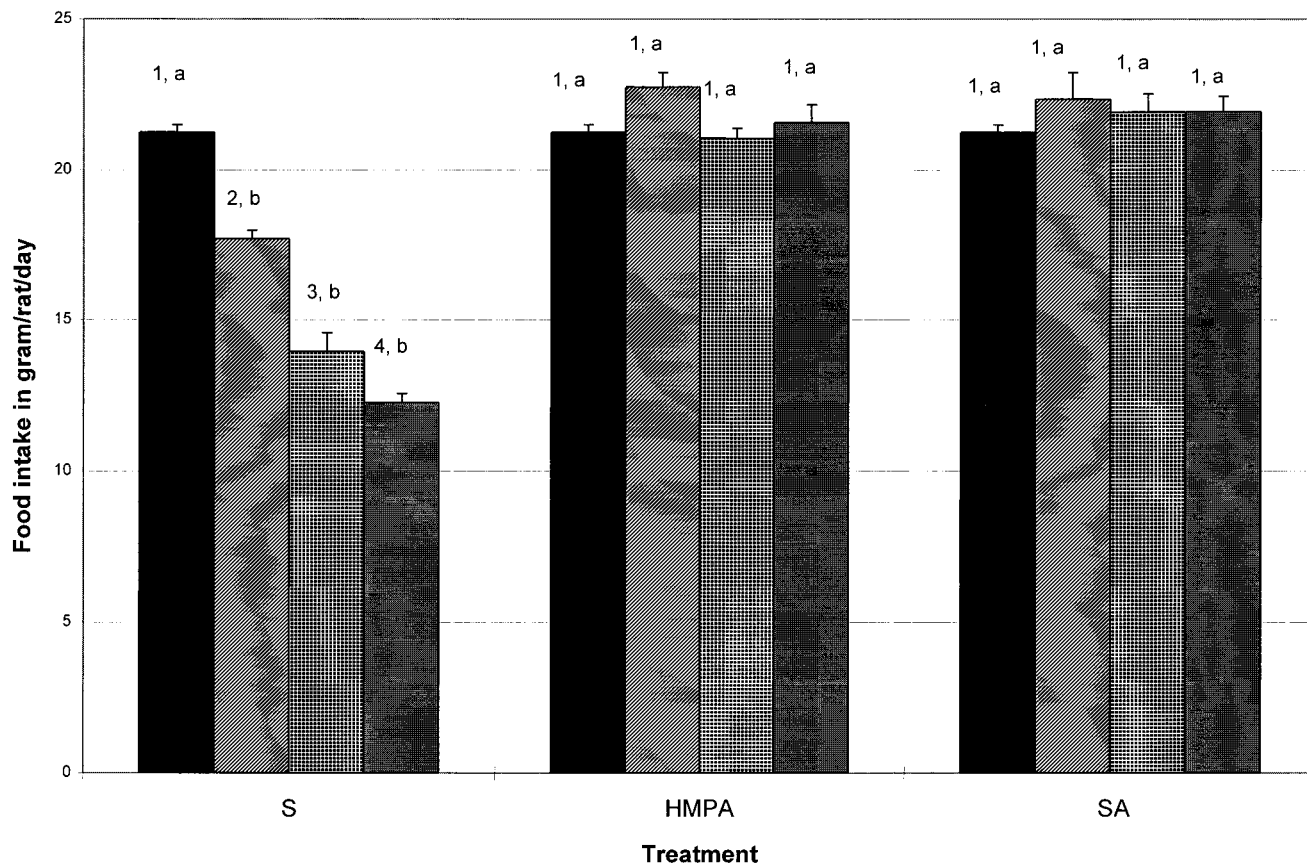 25
20
15
10
5
0
Food intake in gram/rat/day
1, a
2, b
3, b
4, b
1, a
1, a
1, a
1, a
1, a
1, a
1, a
1, a
S
HMPA
SA
Treatment